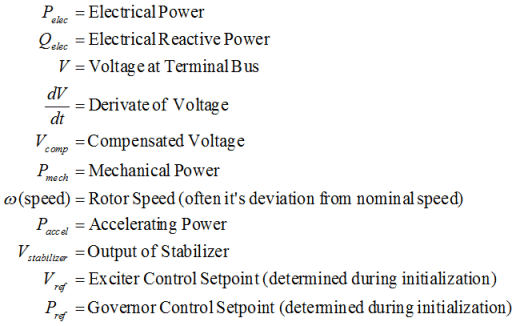 P_elec = Electrical Power
Q_elec = Electrical Reactive Power
V = Voltage at Terminal Bus
dV/dt = Derivate of Voltage
V_comp = Compensated Voltage
P_mech = Mechanical Power
ω(speed) = Rotor Speed (often it's deviation from nominal speed)
P_accel = Accelerating Power
V_stabilizer = Output of Stabilizer
V_ref = Exciter Control Setpoint (determined during initialization)
P_ref = Governor Control Setpoint (determined during initialization)